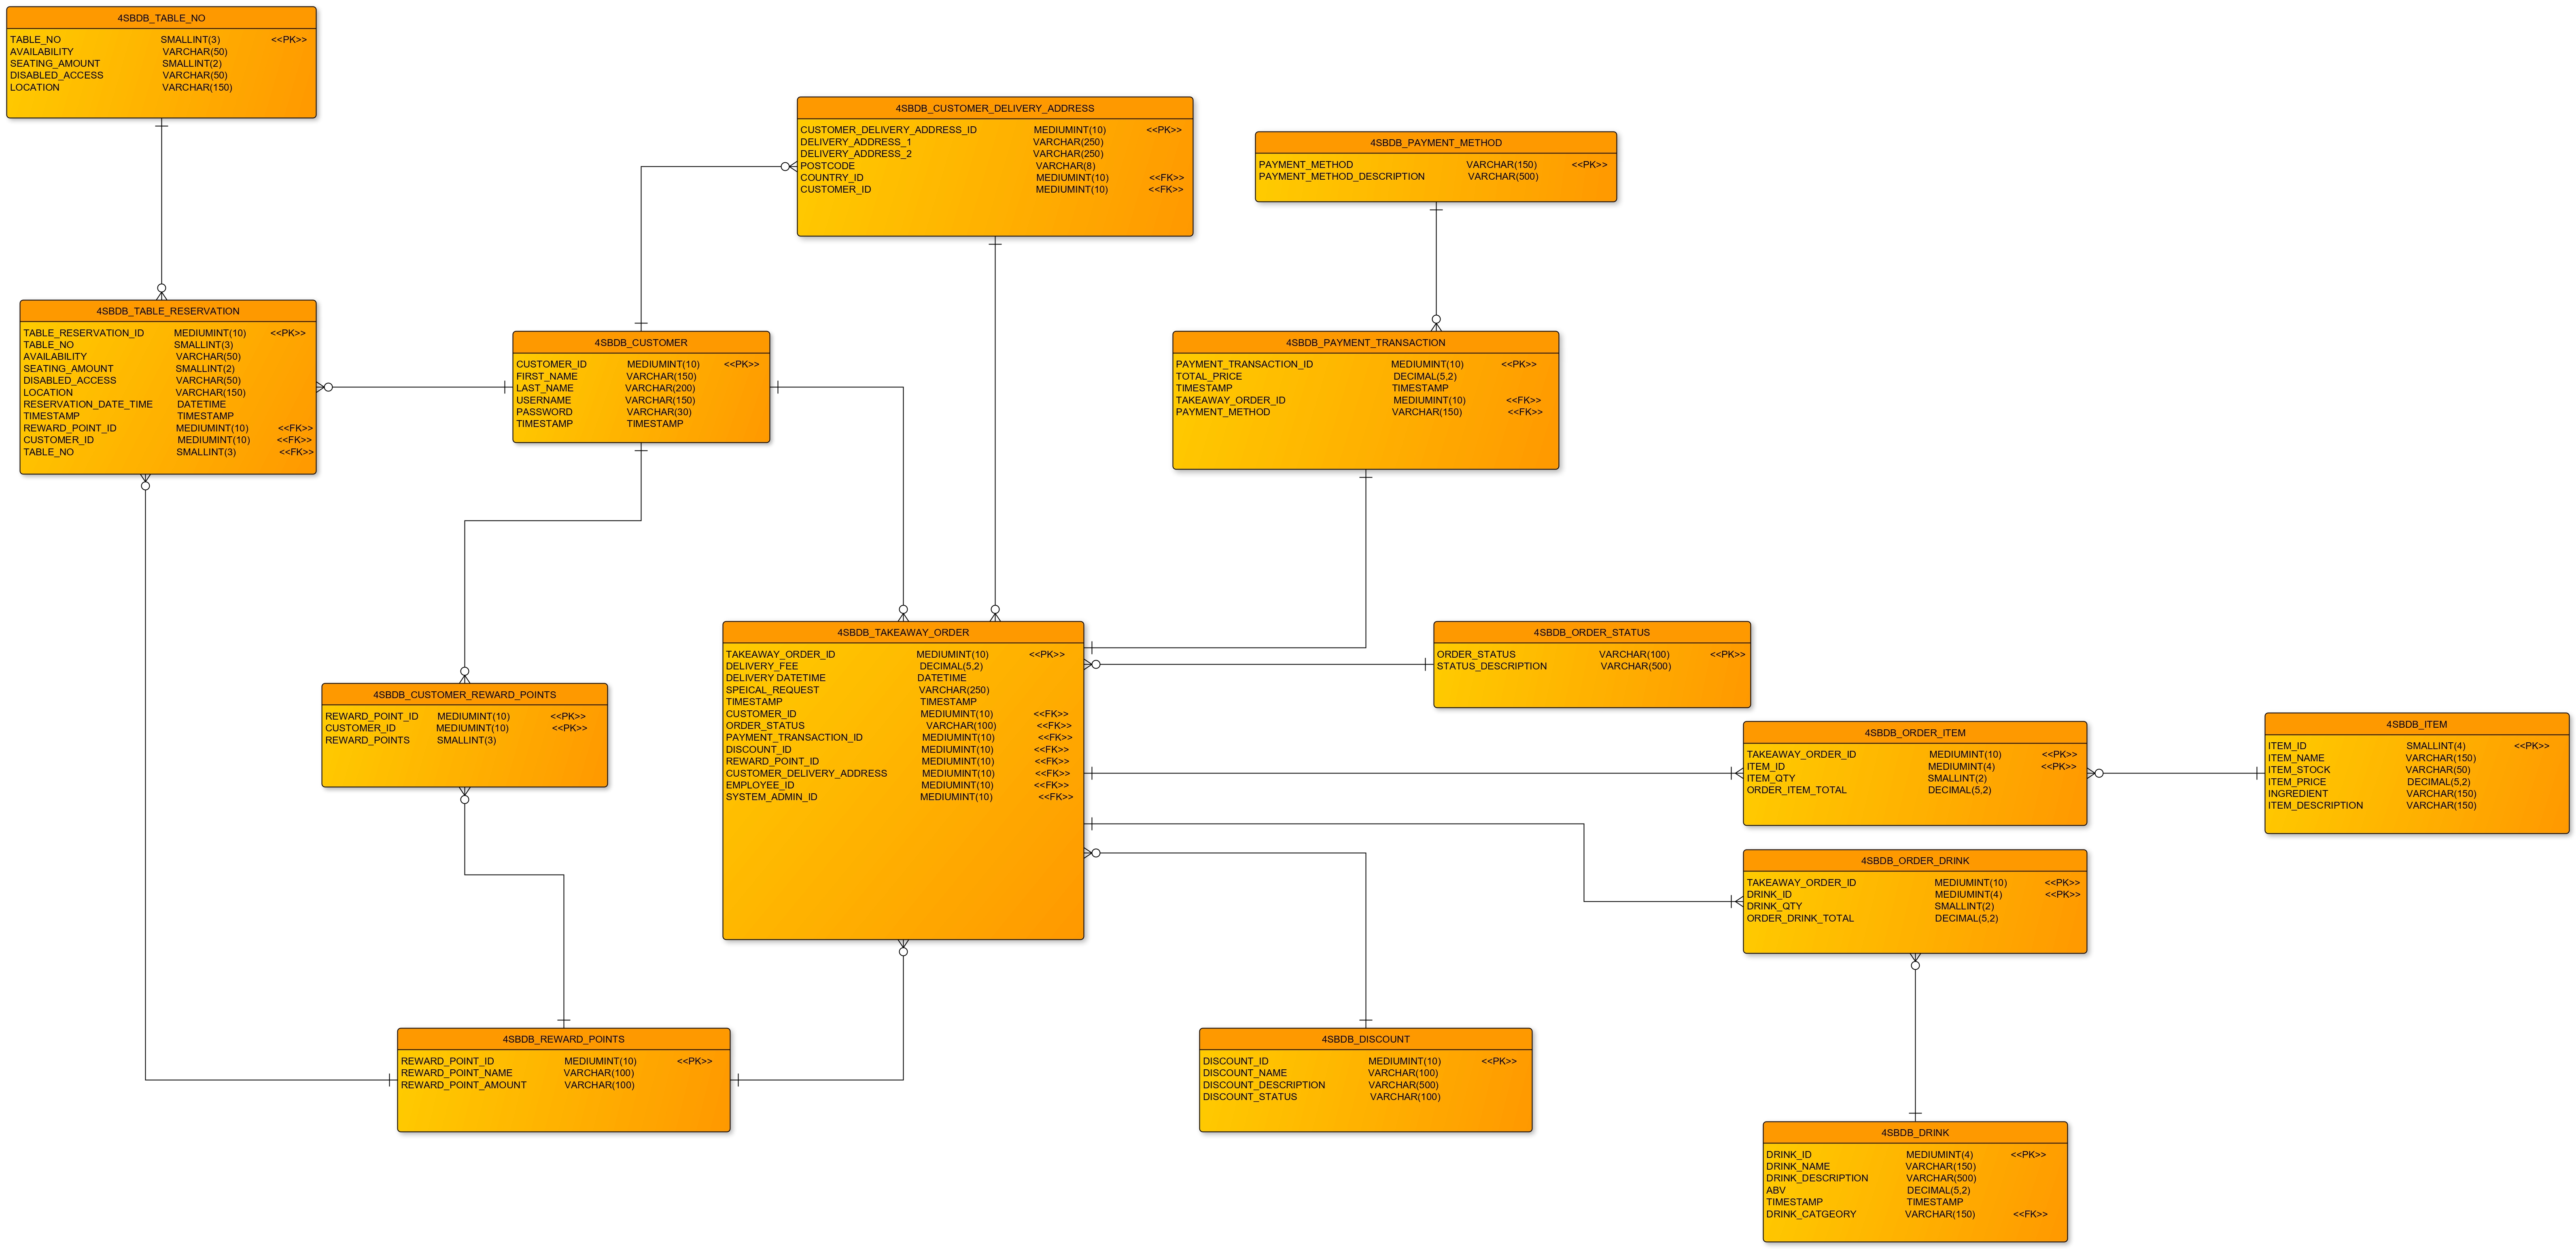 4SBDB_TABLE_NO
TABLE_NO SMALLINT(3) <<PK>>
AVAILABILITY VARCHAR(50)
SEATING_AMOUNT SMALLINT(2)
DISABLED_ACCESS VARCHAR(50)
LOCATION VARCHAR(150)
4SBDB_CUSTOMER_DELIVERY_ADDRESS
CUSTOMER_DELIVERY_ADDRESS_ID MEDIUMINT(10) <<PK>>
DELIVERY_ADDRESS_1 VARCHAR(250)
DELIVERY_ADDRESS_2 VARCHAR(250)
POSTCODE VARCHAR(8)
COUNTRY_ID MEDIUMINT(10) <<FK>>
CUSTOMER_ID MEDIUMINT(10) <<FK>>
4SBDB_PAYMENT_METHOD
PAYMENT_METHOD VARCHAR(150) <<PK>>
PAYMENT_METHOD_DESCRIPTION VARCHAR(500)
4SBDB_TABLE_RESERVATION
TABLE_RESERVATION_ID MEDIUMINT(10) <<PK>>
TABLE_NO SMALLINT(3)
AVAILABILITY VARCHAR(50)
SEATING_AMOUNT SMALLINT(2)
DISABLED_ACCESS VARCHAR(50)
LOCATION VARCHAR(150)
RESERVATION_DATE_TIME DATETIME
TIMESTAMP TIMESTAMP
REWARD_POINT_ID MEDIUMINT(10) <<FK>>
CUSTOMER_ID MEDIUMINT(10) <<FK>>
TABLE_NO SMALLINT(3) <<FK>>
4SBDB_CUSTOMER
CUSTOMER_ID MEDIUMINT(10) <<PK>>
FIRST_NAME VARCHAR(150)
LAST_NAME VARCHAR(200)
USERNAME VARCHAR(150)
PASSWORD VARCHAR(30)
TIMESTAMP TIMESTAMP
4SBDB_PAYMENT_TRANSACTION
PAYMENT_TRANSACTION_ID MEDIUMINT(10) <<PK>>
TOTAL_PRICE DECIMAL(5,2)
TIMESTAMP TIMESTAMP
TAKEAWAY_ORDER_ID MEDIUMINT(10) <<FK>>
PAYMENT_METHOD VARCHAR(150) <<FK>>
4SBDB_TAKEAWAY_ORDER
TAKEAWAY_ORDER_ID MEDIUMINT(10) <<PK>>
DELIVERY_FEE DECIMAL(5,2)
DELIVERY DATETIME DATETIME
SPEICAL_REQUEST VARCHAR(250)
TIMESTAMP TIMESTAMP
CUSTOMER_ID MEDIUMINT(10) <<FK>>
ORDER_STATUS VARCHAR(100) <<FK>>
PAYMENT_TRANSACTION_ID MEDIUMINT(10) <<FK>>
DISCOUNT_ID MEDIUMINT(10) <<FK>>
REWARD_POINT_ID MEDIUMINT(10) <<FK>>
CUSTOMER_DELIVERY_ADDRESS MEDIUMINT(10) <<FK>>
EMPLOYEE_ID MEDIUMINT(10) <<FK>>
SYSTEM_ADMIN_ID MEDIUMINT(10) <<FK>>
4SBDB_ORDER_STATUS
ORDER_STATUS VARCHAR(100) <<PK>>
STATUS_DESCRIPTION VARCHAR(500)
4SBDB_CUSTOMER_REWARD_POINTS
REWARD_POINT_ID MEDIUMINT(10) <<PK>>
CUSTOMER_ID MEDIUMINT(10) <<PK>>
REWARD_POINTS SMALLINT(3)
4SBDB_ORDER_ITEM
TAKEAWAY_ORDER_ID MEDIUMINT(10) <<PK>>
ITEM_ID MEDIUMINT(4) <<PK>>
ITEM_QTY SMALLINT(2)
ORDER_ITEM_TOTAL DECIMAL(5,2)
4SBDB_ITEM
ITEM_ID SMALLINT(4) <<PK>>
ITEM_NAME VARCHAR(150)
ITEM_STOCK VARCHAR(50)
ITEM_PRICE DECIMAL(5,2)
INGREDIENT VARCHAR(150)
ITEM_DESCRIPTION VARCHAR(150)
4SBDB_ORDER_DRINK
TAKEAWAY_ORDER_ID MEDIUMINT(10) <<PK>>
DRINK_ID MEDIUMINT(4) <<PK>>
DRINK_QTY SMALLINT(2)
ORDER_DRINK_TOTAL DECIMAL(5,2)
4SBDB_REWARD_POINTS
REWARD_POINT_ID MEDIUMINT(10) <<PK>>
REWARD_POINT_NAME VARCHAR(100)
REWARD_POINT_AMOUNT VARCHAR(100)
4SBDB_DISCOUNT
DISCOUNT_ID MEDIUMINT(10) <<PK>>
DISCOUNT_NAME VARCHAR(100)
DISCOUNT_DESCRIPTION VARCHAR(500)
DISCOUNT_STATUS VARCHAR(100)
4SBDB_DRINK
DRINK_ID MEDIUMINT(4) <<PK>>
DRINK_NAME VARCHAR(150)
DRINK_DESCRIPTION VARCHAR(500)
ABV DECIMAL(5,2)
TIMESTAMP TIMESTAMP
DRINK_CATGEORY VARCHAR(150) <<FK>>